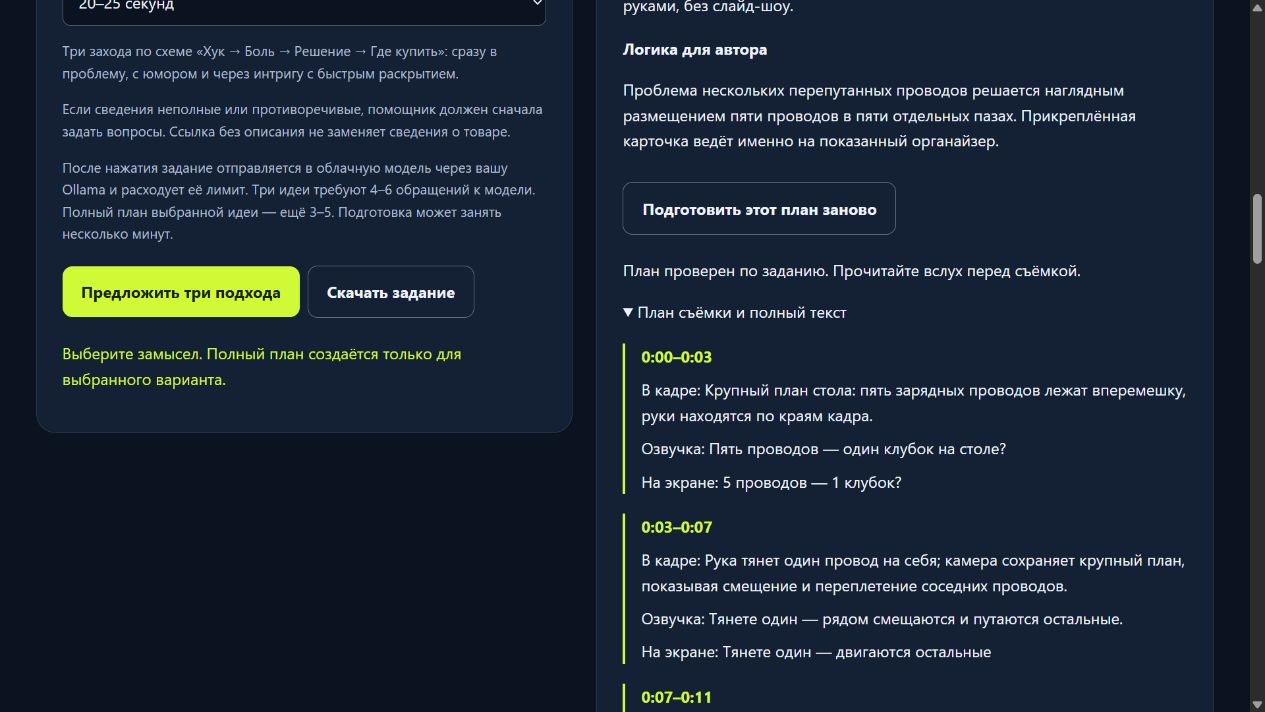 20–25 секунд
Три захода по схеме «Хук → Боль → Решение → Где купить»: сразу в
проблему, с юмором и через интригу с быстрым раскрытием.
Если сведения неполные или противоречивые, помощник должен сначала
задать вопросы. Ссылка без описания не заменяет сведения о товаре.
После нажатия задание отправляется в облачную модель через вашу
Ollama и расходует её лимит. Три идеи требуют 4–6 обращений к модели.
Полный план выбранной идеи — ещё 3–5. Подготовка может занять
несколько минут.
Предложить три подхода
Скачать задание
Выберите замысел. Полный план создаётся только для
выбранного варианта.
руками, без слайд-шоу.
Логика для автора
Проблема нескольких перепутанных проводов решается наглядным
размещением пяти проводов в пяти отдельных пазах. Прикреплённая
карточка ведёт именно на показанный органайзер.
Подготовить этот план заново
План проверен по заданию. Прочитайте вслух перед съёмкой.
▼ План съёмки и полный текст
0:00–0:03
В кадре: Крупный план стола: пять зарядных проводов лежат вперемешку,
руки находятся по краям кадра.
Озвучка: Пять проводов — один клубок на столе?
На экране: 5 проводов — 1 клубок?
0:03–0:07
В кадре: Рука тянет один провод на себя; камера сохраняет крупный план,
показывая смещение и переплетение соседних проводов.
Озвучка: Тянете один — рядом смещаются и путаются остальные.
На экране: Тянете один — двигаются остальные
0:07–0:11